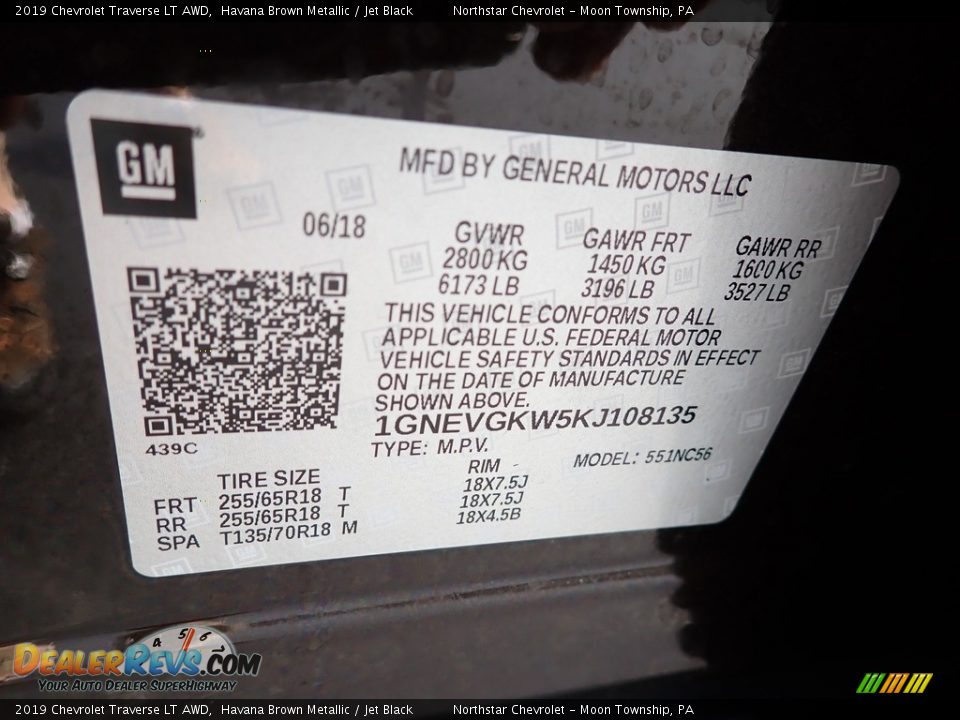 2019 Chevrolet Traverse LT AWD, Havana Brown Metallic / Jet Black Northstar Chevrolet - Moon Township, PA
GM
MFD BY GENERAL MOTORS LLC
06/18
GVWR GAWR FRT GAWR RR
2800 KG 1450 KG 1600 KG
6173 LB 3196 LB 3527 LB
THIS VEHICLE CONFORMS TO ALL
APPLICABLE U.S. FEDERAL MOTOR
VEHICLE SAFETY STANDARDS IN EFFECT
ON THE DATE OF MANUFACTURE
SHOWN ABOVE.
1GNEVGKW5KJ108135
439C
TYPE: M.P.V. MODEL: 551NC56
TIRE SIZE RIM
FRT 255/65R18 T 18X7.5J
RR 255/65R18 T 18X7.5J
SPA T135/70R18 M 18X4.5B
4 5 6
DEALERREVS.COM
YOUR AUTO DEALER SUPERHIGHWAY
2019 Chevrolet Traverse LT AWD, Havana Brown Metallic / Jet Black Northstar Chevrolet - Moon Township, PA